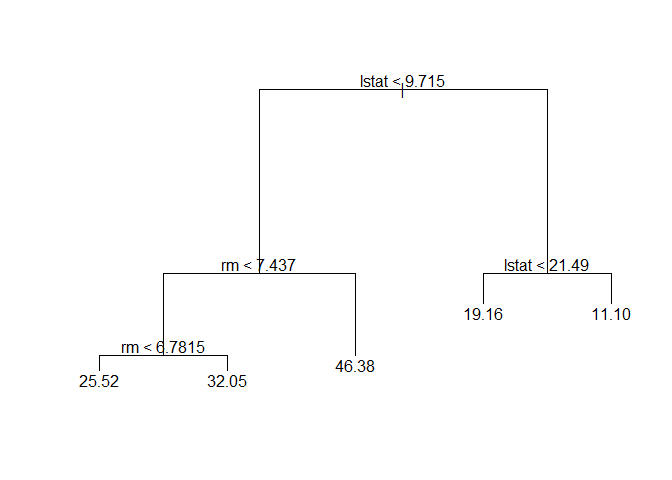 lstat < 9.715
rm < 7.437
lstat < 21.49
19.16
11.10
rm < 6.7815
46.38
25.52
32.05